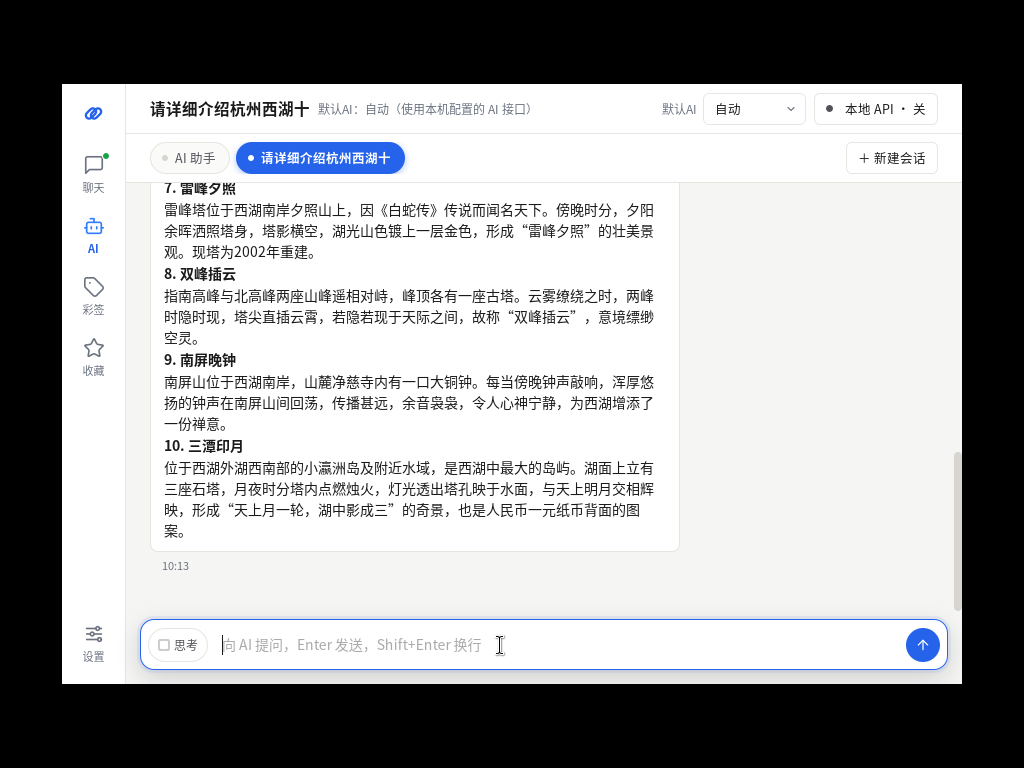 请详细介绍杭州西湖十
默认AI：自动（使用本机配置的 AI 接口）
默认AI
自动
本地 API · 关
AI 助手
请详细介绍杭州西湖十
＋ 新建会话
聊天
AI
彩签
收藏
设置
7. 雷峰夕照
雷峰塔位于西湖南岸夕照山上，因《白蛇传》传说而闻名天下。傍晚时分，夕阳
余晖洒照塔身，塔影横空，湖光山色镀上一层金色，形成“雷峰夕照”的壮美景
观。现塔为2002年重建。
8. 双峰插云
指南高峰与北高峰两座山峰遥相对峙，峰顶各有一座古塔。云雾缭绕之时，两峰
时隐时现，塔尖直插云霄，若隐若现于天际之间，故称“双峰插云”，意境缥缈
空灵。
9. 南屏晚钟
南屏山位于西湖南岸，山麓净慈寺内有一口大铜钟。每当傍晚钟声敲响，浑厚悠
扬的钟声在南屏山间回荡，传播甚远，余音袅袅，令人心神宁静，为西湖增添了
一份禅意。
10. 三潭印月
位于西湖外湖西南部的小瀛洲岛及附近水域，是西湖中最大的岛屿。湖面上立有
三座石塔，月夜时分塔内点燃烛火，灯光透出塔孔映于水面，与天上明月交相辉
映，形成“天上月一轮，湖中影成三”的奇景，也是人民币一元纸币背面的图
案。
10:13
思考
向 AI 提问，Enter 发送，Shift+Enter 换行